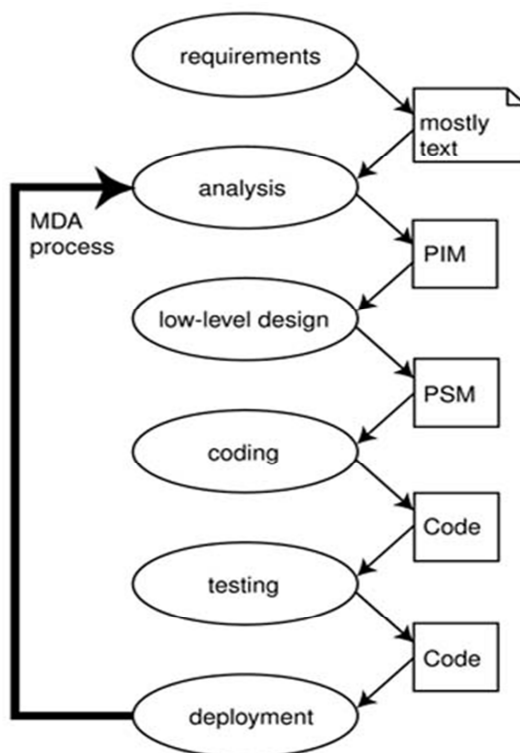 requirements
mostly
text
analysis
MDA
process
PIM
low-level design
PSM
coding
Code
testing
Code
deployment